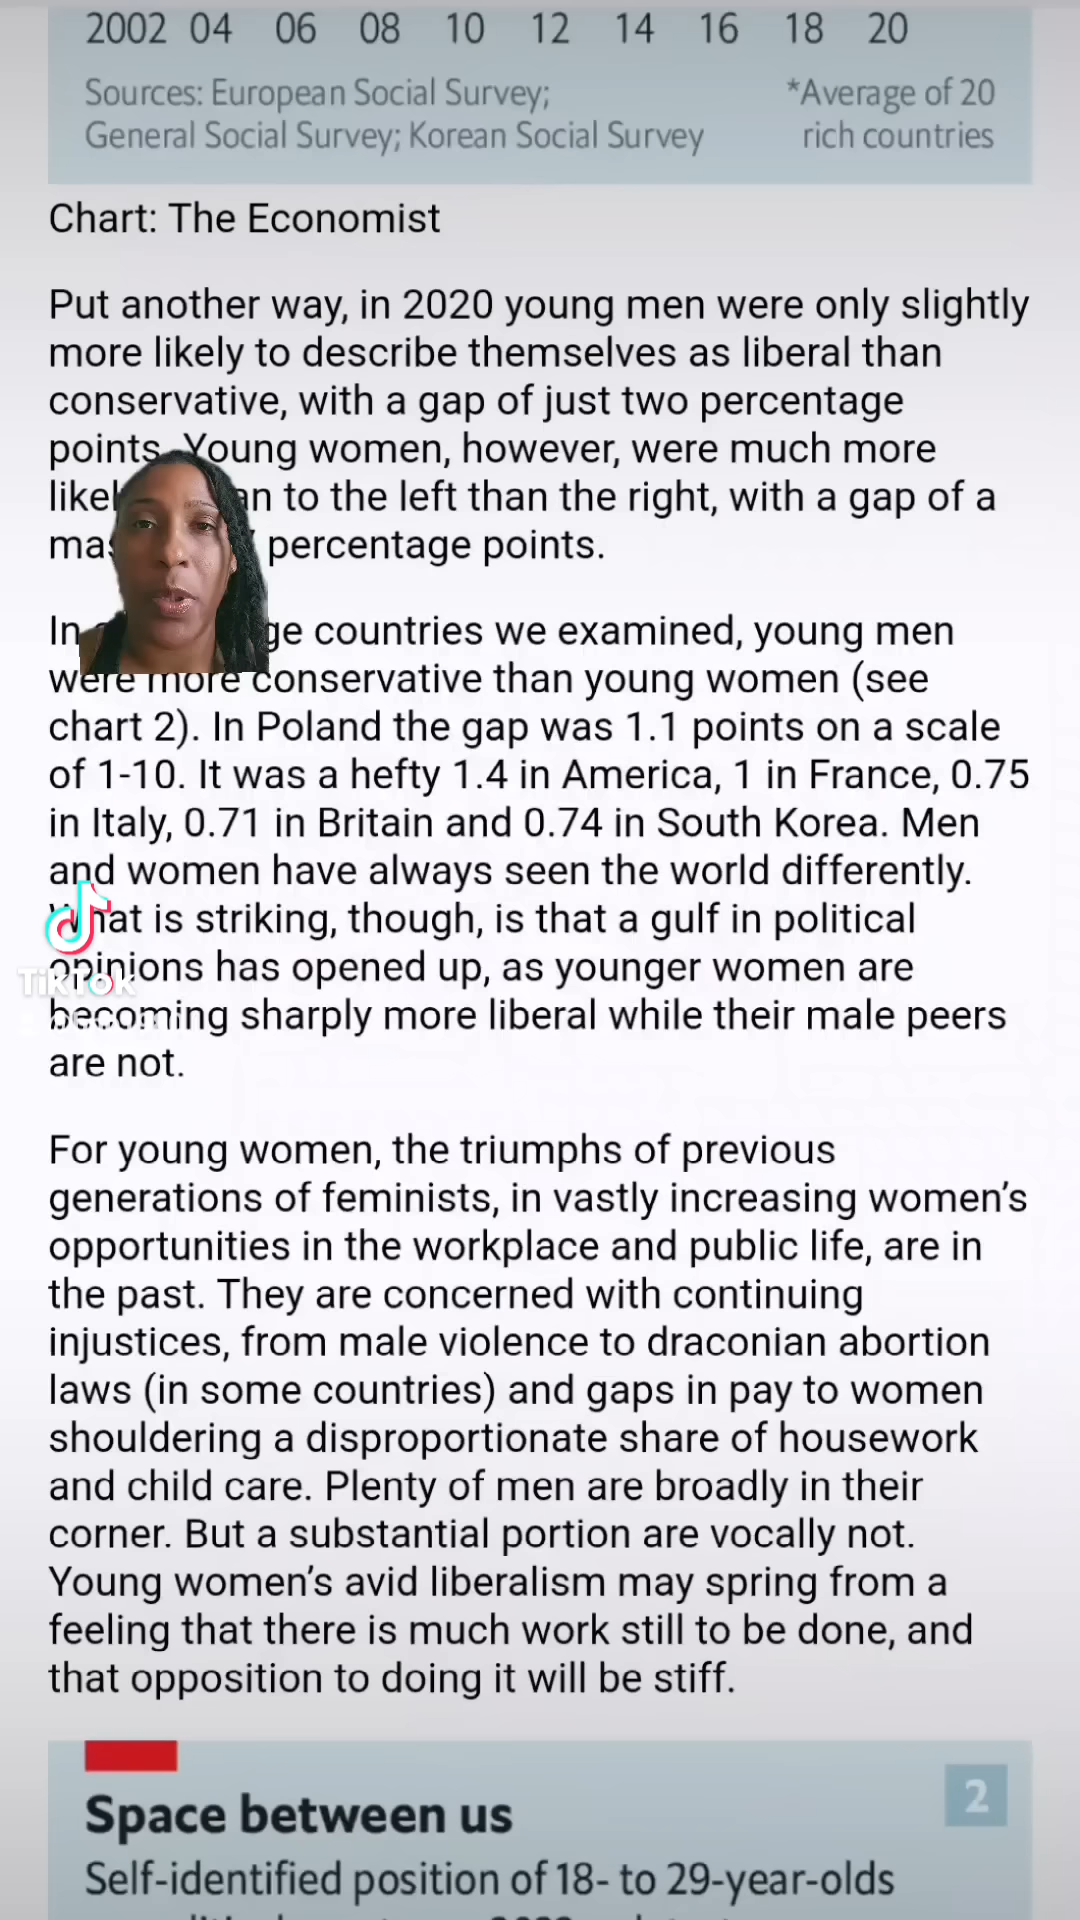 2002 04 06 08 10 12 14 16 18 20
Sources: European Social Survey;
*Average of 20
General Social Survey; Korean Social Survey
rich countries
Chart: The Economist
Put another way, in 2020 young men were only slightly
more likely to describe themselves as liberal than
conservative, with a gap of just two percentage
points. Young women, however, were much more
to the left than the right, with a gap of a
percentage points.
In countries we examined, young men
were more conservative than young women (see
chart 2). In Poland the gap was 1.1 points on a scale
of 1-10. It was a hefty 1.4 in America, 1 in France, 0.75
in Italy, 0.71 in Britain and 0.74 in South Korea. Men
and women have always seen the world differently.
What is striking, though, is that a gulf in political
opinions has opened up, as younger women are
TikTok
becoming sharply more liberal while their male peers
are not.
For young women, the triumphs of previous
generations of feminists, in vastly increasing women’s
opportunities in the workplace and public life, are in
the past. They are concerned with continuing
injustices, from male violence to draconian abortion
laws (in some countries) and gaps in pay to women
shouldering a disproportionate share of housework
and child care. Plenty of men are broadly in their
corner. But a substantial portion are vocally not.
Young women’s avid liberalism may spring from a
feeling that there is much work still to be done, and
that opposition to doing it will be stiff.
2
Space between us
Self-identified position of 18- to 29-year-olds